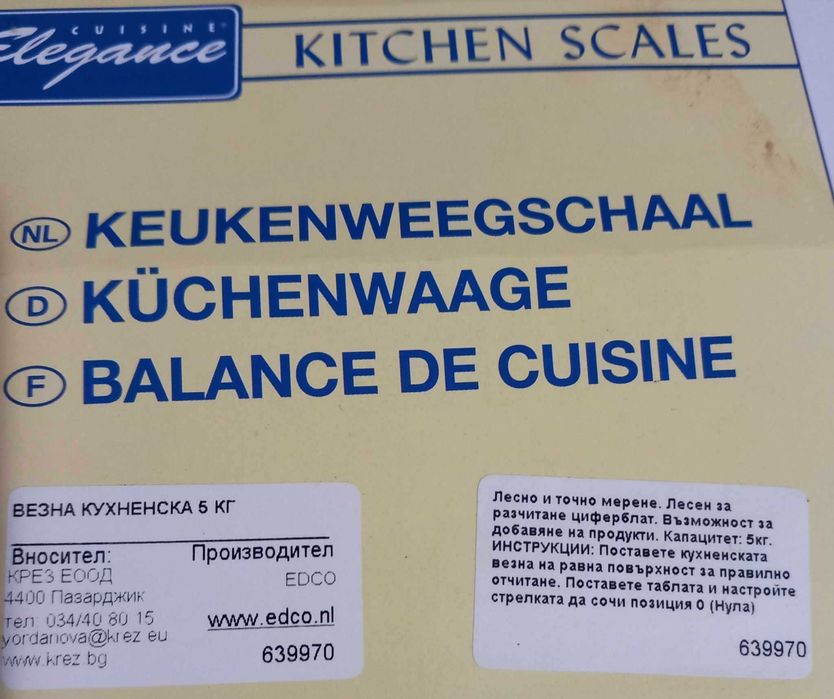 CUISINE
Elegance
KITCHEN SCALES
NL KEUKENWEEGSCHAAL
D KÜCHENWAAGE
F BALANCE DE CUISINE
ВЕЗНА КУХНЕНСКА 5 КГ
Вносител: Производител
КРЕЗ ЕООД EDCO
4400 Пазарджик
тел: 034/40 80 15 www.edco.nl
yordanova@krez.eu
www.krez.bg 639970
Лесно и точно мерене. Лесен за
разчитане циферблат. Възможност за
добавяне на продукти. Капацитет: 5кг.
ИНСТРУКЦИИ: Поставете кухненската
везна на равна повърхност за правилно
отчитане. Поставете таблата и настройте
стрелката да сочи позиция 0 (Нула)
639970